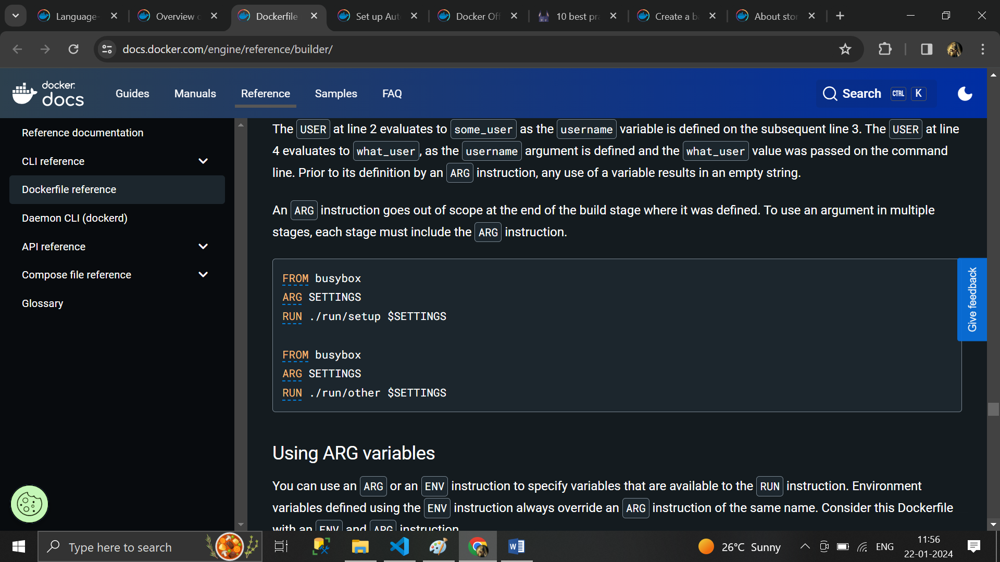 Language-
Overview c
Dockerfile
Set up Aut
Docker Off
10 best pra
Create a ba
About stor
docs.docker.com/engine/reference/builder/
docker
docs
Guides
Manuals
Reference
Samples
FAQ
Search
CTRL
K
Reference documentation
CLI reference
Dockerfile reference
Daemon CLI (dockerd)
API reference
Compose file reference
Glossary
The USER at line 2 evaluates to some_user as the username variable is defined on the subsequent line 3. The USER at line
4 evaluates to what_user, as the username argument is defined and the what_user value was passed on the command
line. Prior to its definition by an ARG instruction, any use of a variable results in an empty string.
An ARG instruction goes out of scope at the end of the build stage where it was defined. To use an argument in multiple
stages, each stage must include the ARG instruction.
FROM busybox
ARG SETTINGS
RUN ./run/setup $SETTINGS
FROM busybox
ARG SETTINGS
RUN ./run/other $SETTINGS
Give feedback
Using ARG variables
You can use an ARG or an ENV instruction to specify variables that are available to the RUN instruction. Environment
variables defined using the ENV instruction always override an ARG instruction of the same name. Consider this Dockerfile
with an ENV and ARG instruction
Type here to search
26°C Sunny
ENG
11:56
22-01-2024